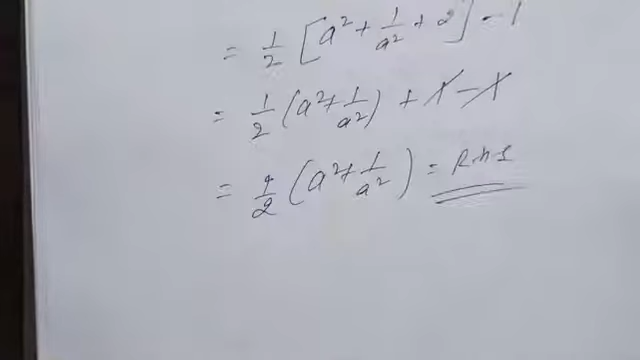 = 1/2 [a² + 1/a² + 2] - 1
= 1/2 (a² + 1/a²) + 1 - 1
= 1/2 (a² + 1/a²) = RHS